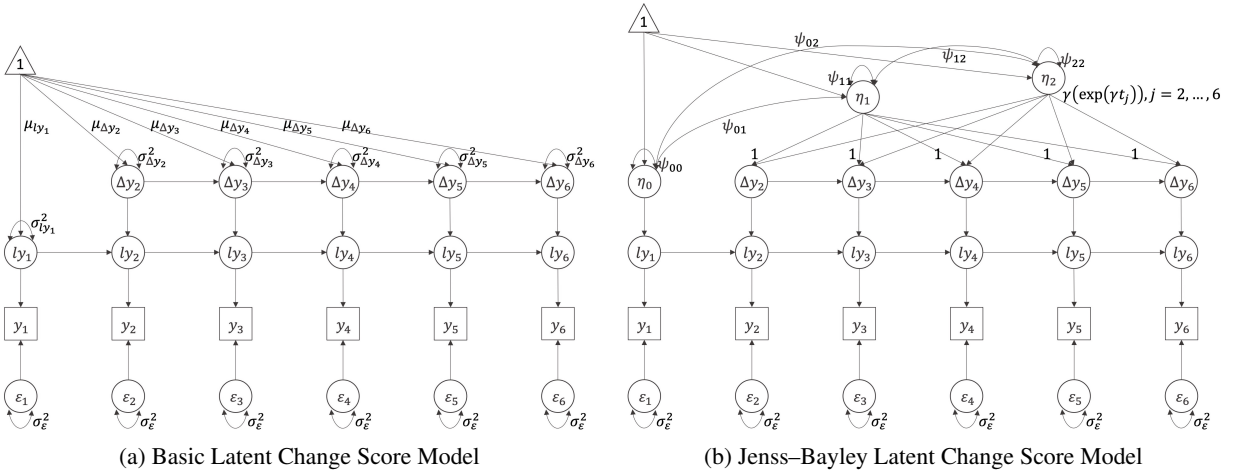 1
μ_{ly_1} μ_{Δy_2} μ_{Δy_3} μ_{Δy_4} μ_{Δy_5} μ_{Δy_6}
σ²_{Δy_2} σ²_{Δy_3} σ²_{Δy_4} σ²_{Δy_5} σ²_{Δy_6}
Δy_2 Δy_3 Δy_4 Δy_5 Δy_6
σ²_{ly_1}
ly_1 ly_2 ly_3 ly_4 ly_5 ly_6
y_1 y_2 y_3 y_4 y_5 y_6
ε_1 ε_2 ε_3 ε_4 ε_5 ε_6
σ²_ε σ²_ε σ²_ε σ²_ε σ²_ε σ²_ε
(a) Basic Latent Change Score Model
1
ψ_{02}
ψ_{12} ψ_{22}
ψ_{11} η_2
η_1 γ(exp(γt_j)), j = 2, ..., 6
ψ_{01}
1 1 1 1 1
ψ_{00}
η_0 Δy_2 Δy_3 Δy_4 Δy_5 Δy_6
ly_1 ly_2 ly_3 ly_4 ly_5 ly_6
y_1 y_2 y_3 y_4 y_5 y_6
ε_1 ε_2 ε_3 ε_4 ε_5 ε_6
σ²_ε σ²_ε σ²_ε σ²_ε σ²_ε σ²_ε
(b) Jenss–Bayley Latent Change Score Model